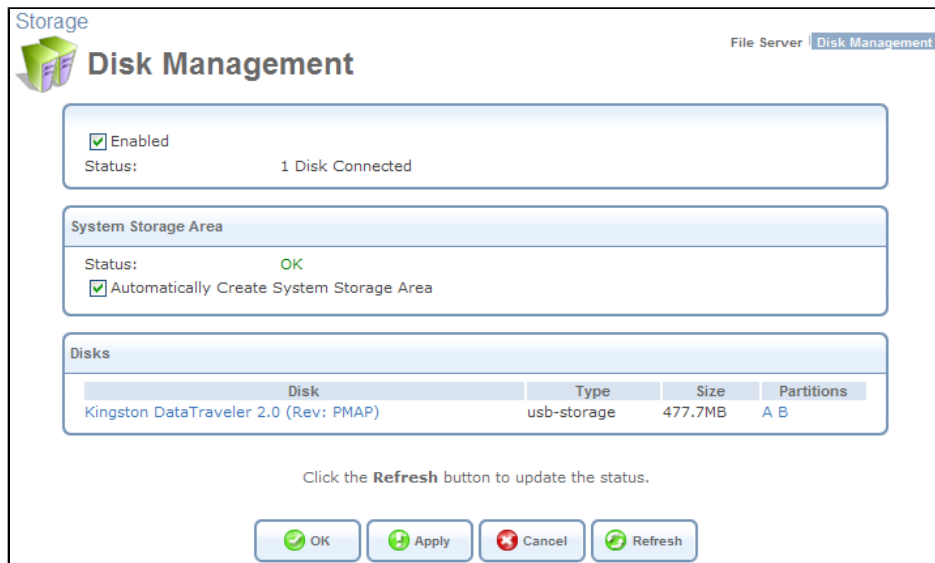 Storage
File Server | Disk Management
Disk Management
Enabled
Status: 1 Disk Connected
System Storage Area
Status: OK
Automatically Create System Storage Area
Disks
Disk Type Size Partitions
Kingston DataTraveler 2.0 (Rev: PMAP) usb-storage 477.7MB A B
Click the Refresh button to update the status.
OK Apply Cancel Refresh